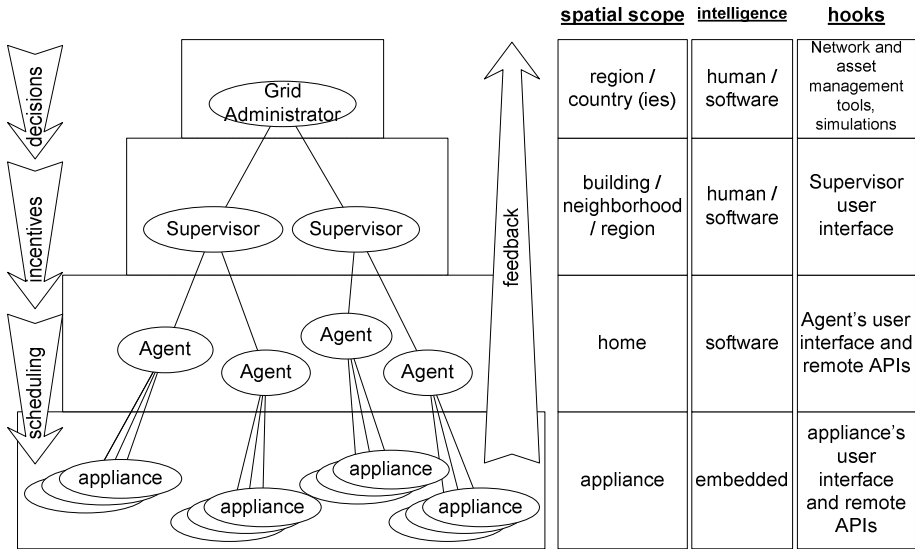 spatial scope
intelligence
hooks
decisions
Grid
Administrator
region /
country (ies)
human /
software
Network and
asset
management
tools,
simulations
incentives
Supervisor
Supervisor
feedback
building /
neighborhood
/ region
human /
software
Supervisor
user
interface
scheduling
Agent
Agent
Agent
Agent
home
software
Agent's user
interface and
remote APIs
appliance
appliance
appliance
appliance
appliance
embedded
appliance's
user
interface
and remote
APIs